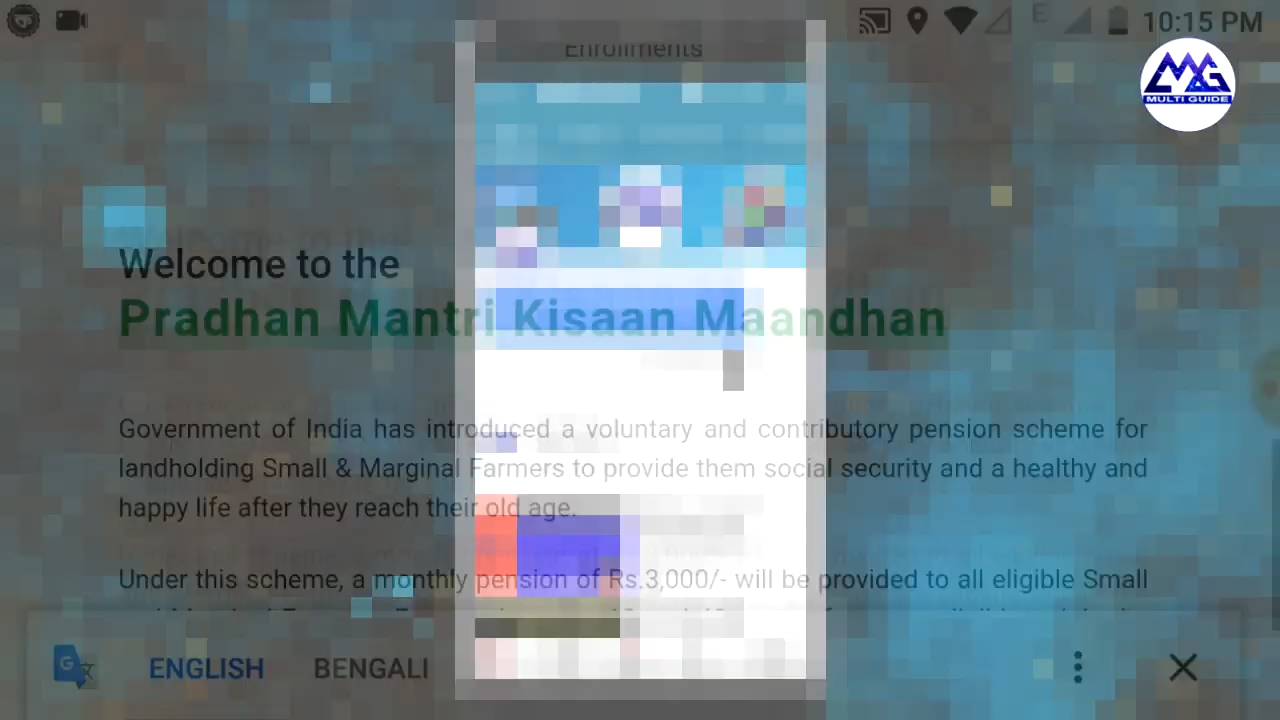 10:15 PM
Enrollments
MULTI GUIDE
Welcome to the
Pradhan Mantri Kisaan Maandhan
Government of India has introduced a voluntary and contributory pension scheme for
landholding Small & Marginal Farmers to provide them social security and a healthy and
happy life after they reach their old age.
Under this scheme, a monthly pension of Rs.3,000/- will be provided to all eligible Small
ENGLISH BENGALI